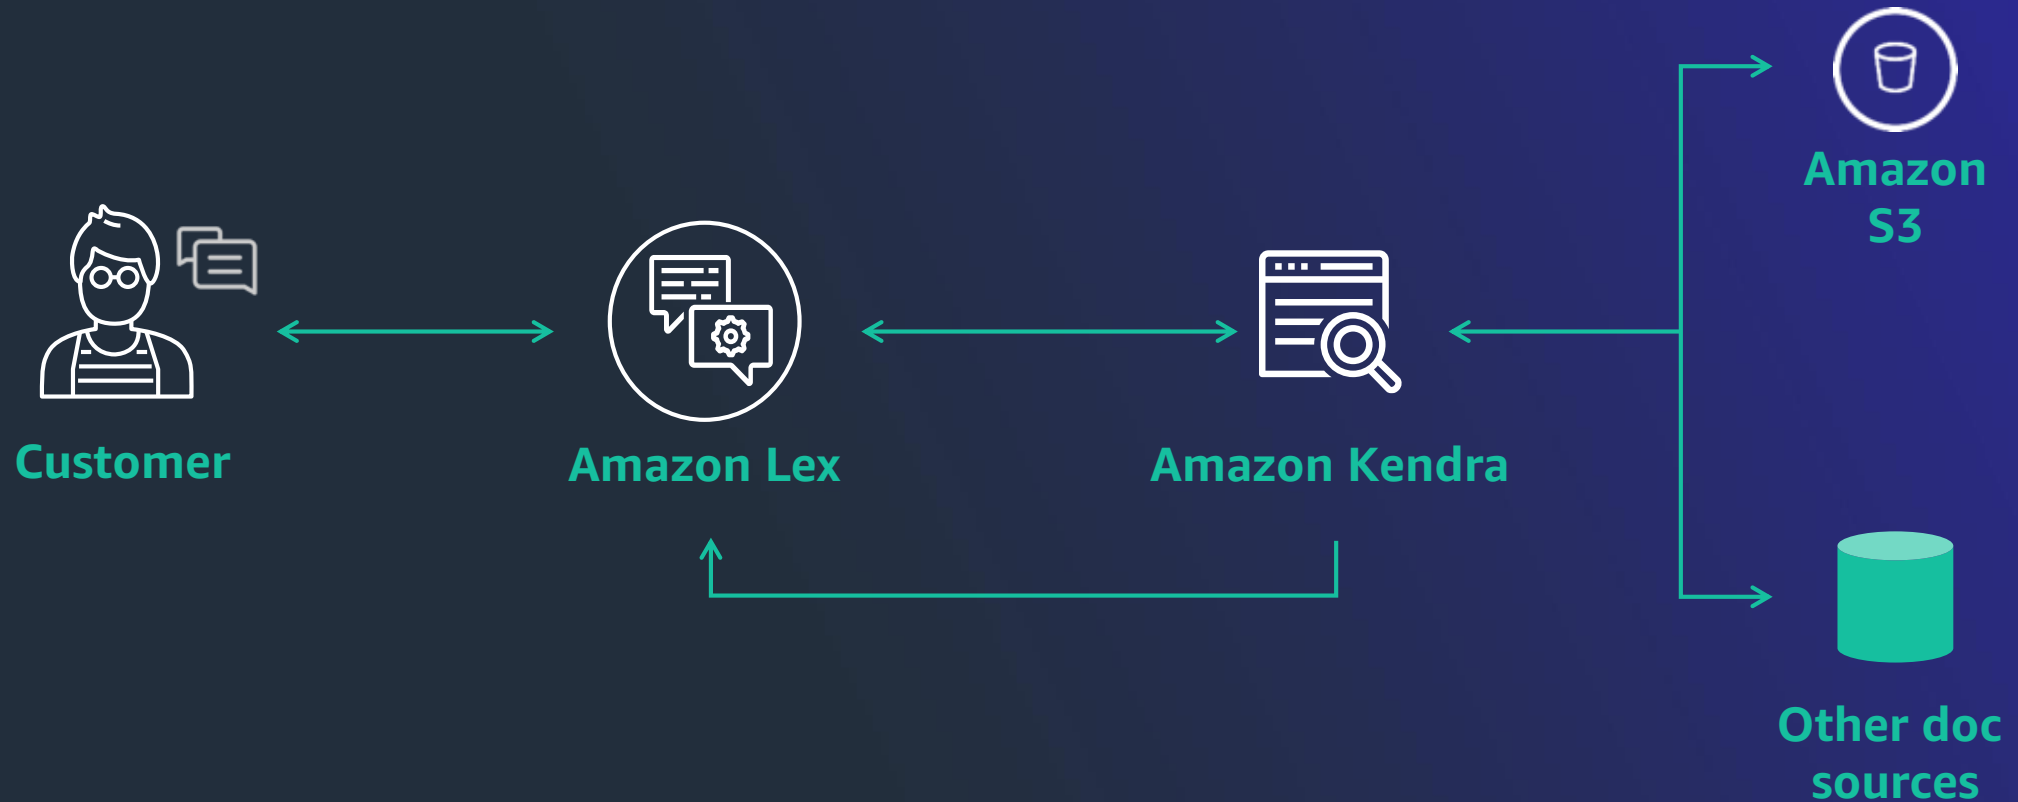 Customer
Amazon Lex
Amazon Kendra
Amazon
S3
Other doc
sources